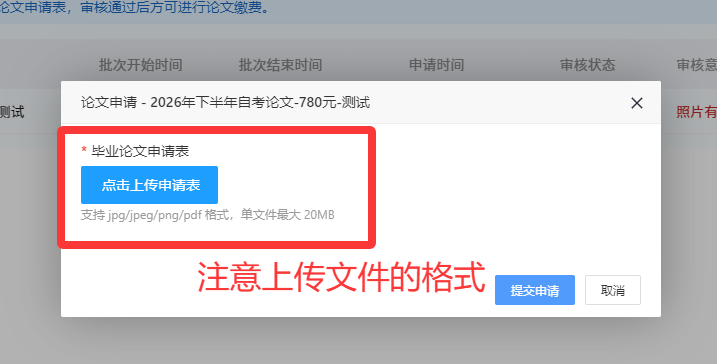 论文申请表，审核通过后方可进行论文缴费。
批次开始时间 批次结束时间 申请时间 审核状态 审核意
测试
照片有
论文申请 - 2026年下半年自考论文-780元-测试
* 毕业论文申请表
点击上传申请表
支持 jpg/jpeg/png/pdf 格式，单文件最大 20MB
注意上传文件的格式
提交申请 取消